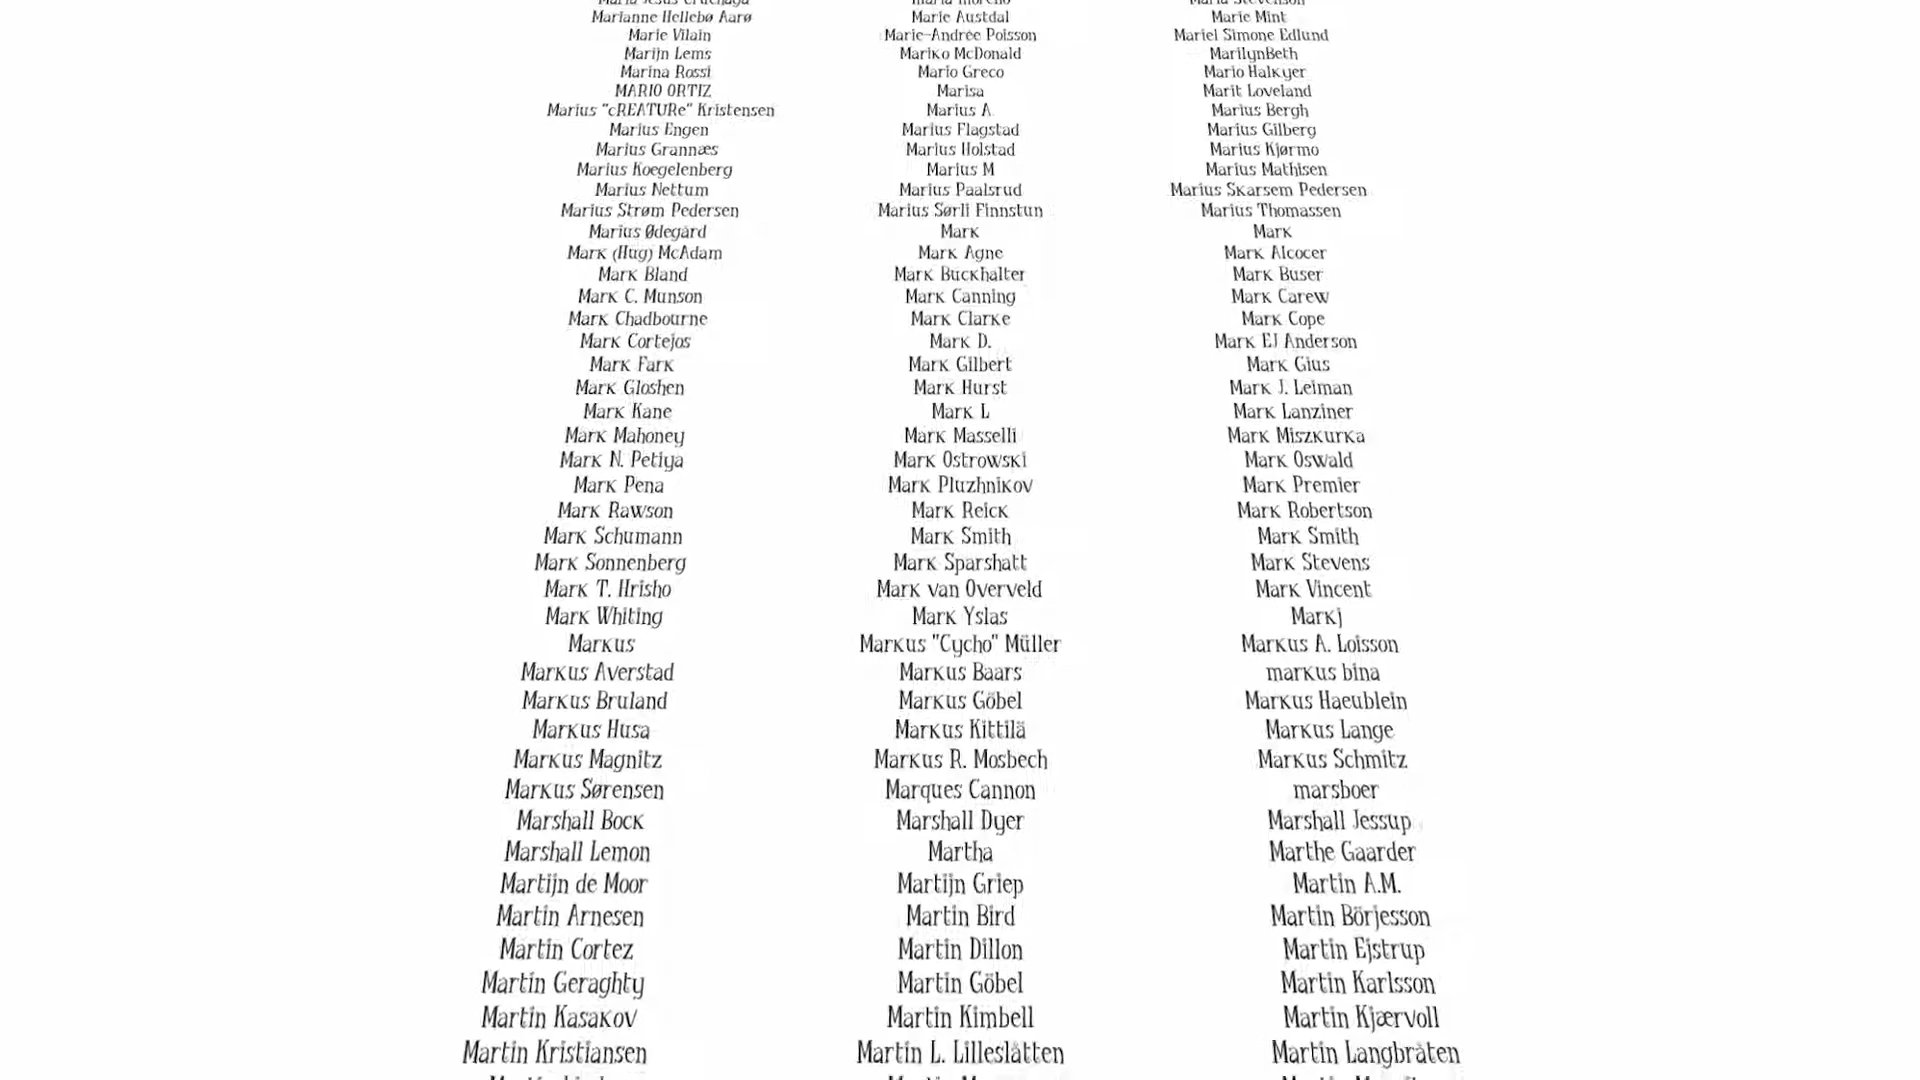 Marianne Hellebø Aarø Marie Austdal Marie Mint
Marie Vilain Marie-Andrée Poisson Mariel Simone Edlund
Marijn Lems Mariko McDonald MarilynBeth
Marina Rossi Mario Greco Mario Halkyer
MARIO ORTIZ Marisa Marit Loveland
Marius "cREATURe" Kristensen Marius A. Marius Bergh
Marius Engen Marius Flagstad Marius Gilberg
Marius Grannæs Marius Holstad Marius Kjørmo
Marius Koegelenberg Marius M Marius Mathisen
Marius Nettum Marius Paalsrud Marius Skarsem Pedersen
Marius Strøm Pedersen Marius Sørli Finnstun Marius Thomassen
Marius Ødegård Mark Mark
Mark (Hug) McAdam Mark Agne Mark Alcocer
Mark Bland Mark Buckhalter Mark Buser
Mark C. Munson Mark Canning Mark Carew
Mark Chadbourne Mark Clarke Mark Cope
Mark Cortejos Mark D. Mark EJ Anderson
Mark Fark Mark Gilbert Mark Gius
Mark Gloshen Mark Hurst Mark J. Leiman
Mark Kane Mark L Mark Lanziner
Mark Mahoney Mark Masselli Mark Miszkurka
Mark N. Petiya Mark Ostrowski Mark Oswald
Mark Pena Mark Pluzhnikov Mark Premier
Mark Rawson Mark Reick Mark Robertson
Mark Schumann Mark Smith Mark Smith
Mark Sonnenberg Mark Sparshatt Mark Stevens
Mark T. Hrisho Mark van Overveld Mark Vincent
Mark Whiting Mark Yslas Markj
Markus Markus "Cycho" Müller Markus A. Loisson
Markus Averstad Markus Baars markus bina
Markus Bruland Markus Göbel Markus Haeublein
Markus Husa Markus Kittilä Markus Lange
Markus Magnitz Markus R. Mosbech Markus Schmitz
Markus Sørensen Marques Cannon marsboer
Marshall Bock Marshall Dyer Marshall Jessup
Marshall Lemon Martha Marthe Gaarder
Martijn de Moor Martijn Griep Martin A.M.
Martin Arnesen Martin Bird Martin Börjesson
Martin Cortez Martin Dillon Martin Ejstrup
Martin Geraghty Martin Göbel Martin Karlsson
Martin Kasakov Martin Kimbell Martin Kjærvoll
Martin Kristiansen Martin L. Lilleslåtten Martin Langbråten